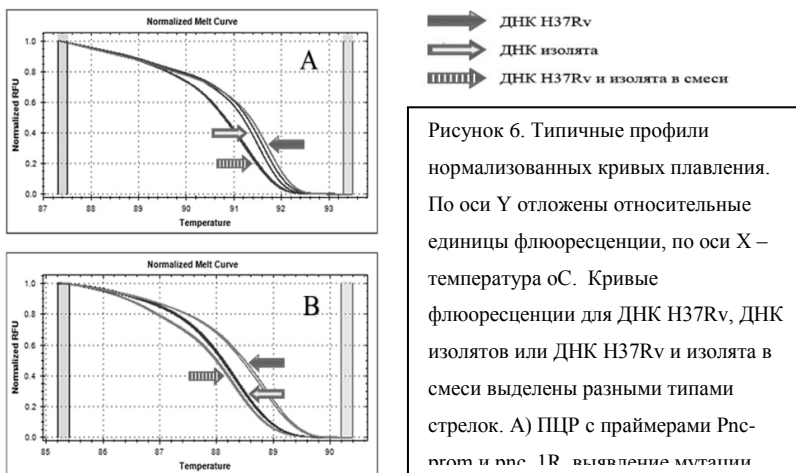 Normalized Melt Curve
A
Normalized RFU
1.0
0.8
0.6
0.4
0.2
0.0
87 88 89 90 91 92 93
Temperature
Normalized Melt Curve
B
Normalized RFU
1.0
0.8
0.6
0.4
0.2
0.0
86 87 88 89 90
Temperature
ДНК H37Rv
ДНК изолята
ДНК H37Rv и изолята в смеси
Рисунок 6. Типичные профили
нормализованных кривых плавления.
По оси Y отложены относительные
единицы флюоресценции, по оси X –
температура оС. Кривые
флюоресценции для ДНК H37Rv, ДНК
изолятов или ДНК H37Rv и изолята в
смеси выделены разными типами
стрелок. А) ПЦР с праймерами Pnc-
prom и pnc_1R, выявление мутации